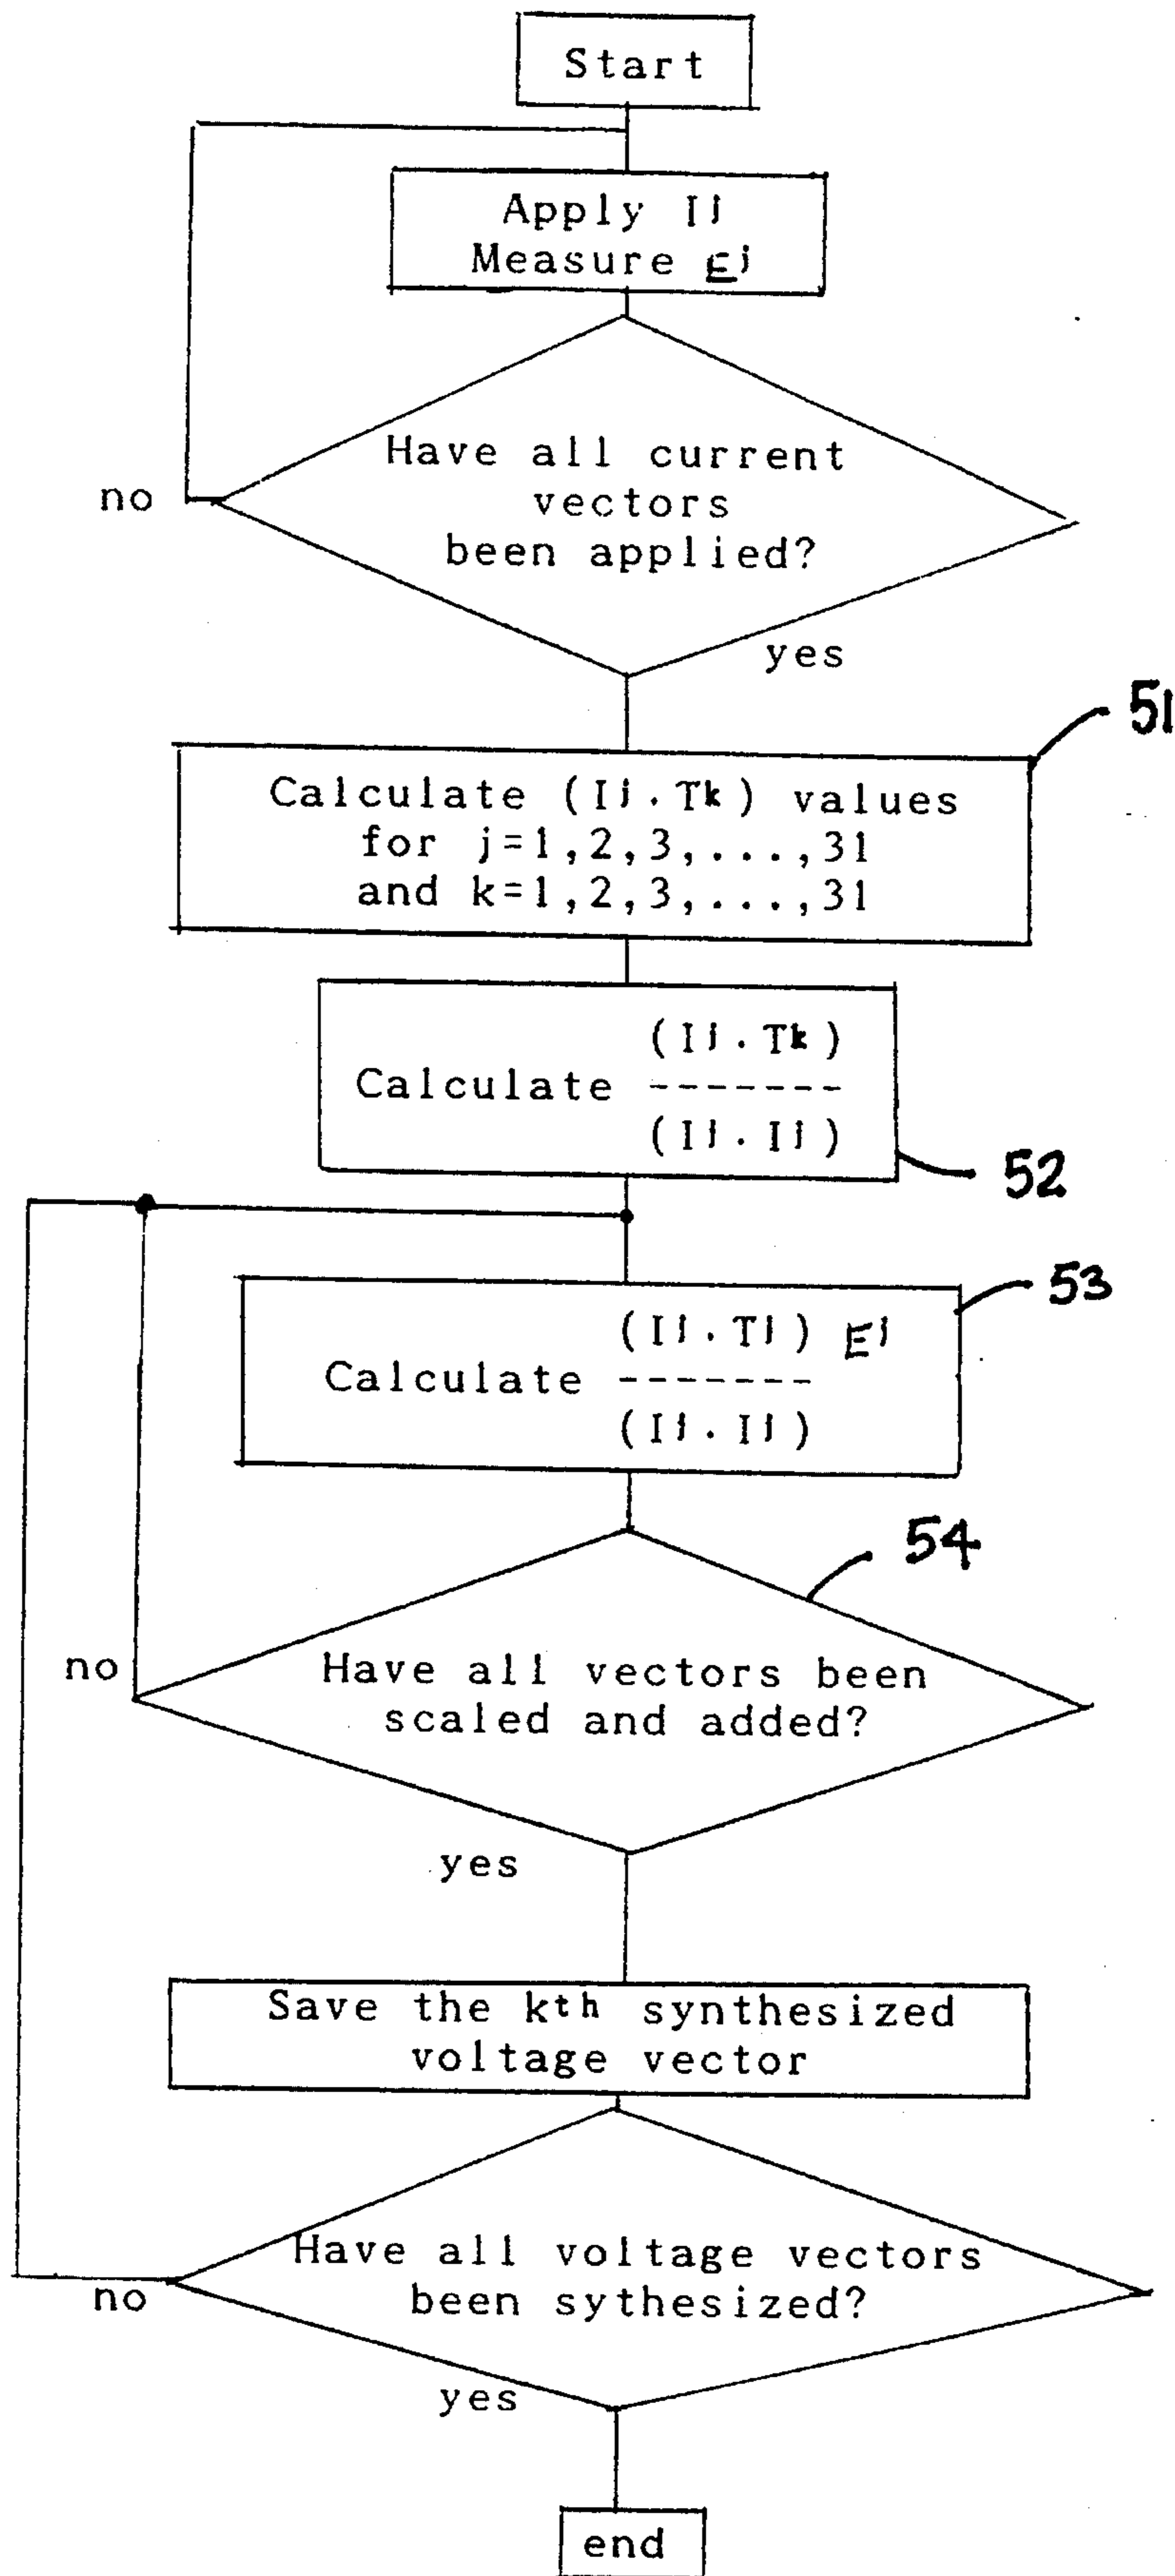 Start
Apply Ij
Measure Ej
Have all current
vectors
been applied?
no
yes
51
Calculate (Ij.Tk) values
for j=1,2,3,...,31
and k=1,2,3,...,31
(Ij.Tk)
Calculate -------
(Ij.Ij)
52
53
(Ij.Tj) Ej
Calculate -------
(Ij.Ij)
54
no
Have all vectors been
scaled and added?
yes
Save the kth synthesized
voltage vector
Have all voltage vectors
been sythesized?
no
yes
end